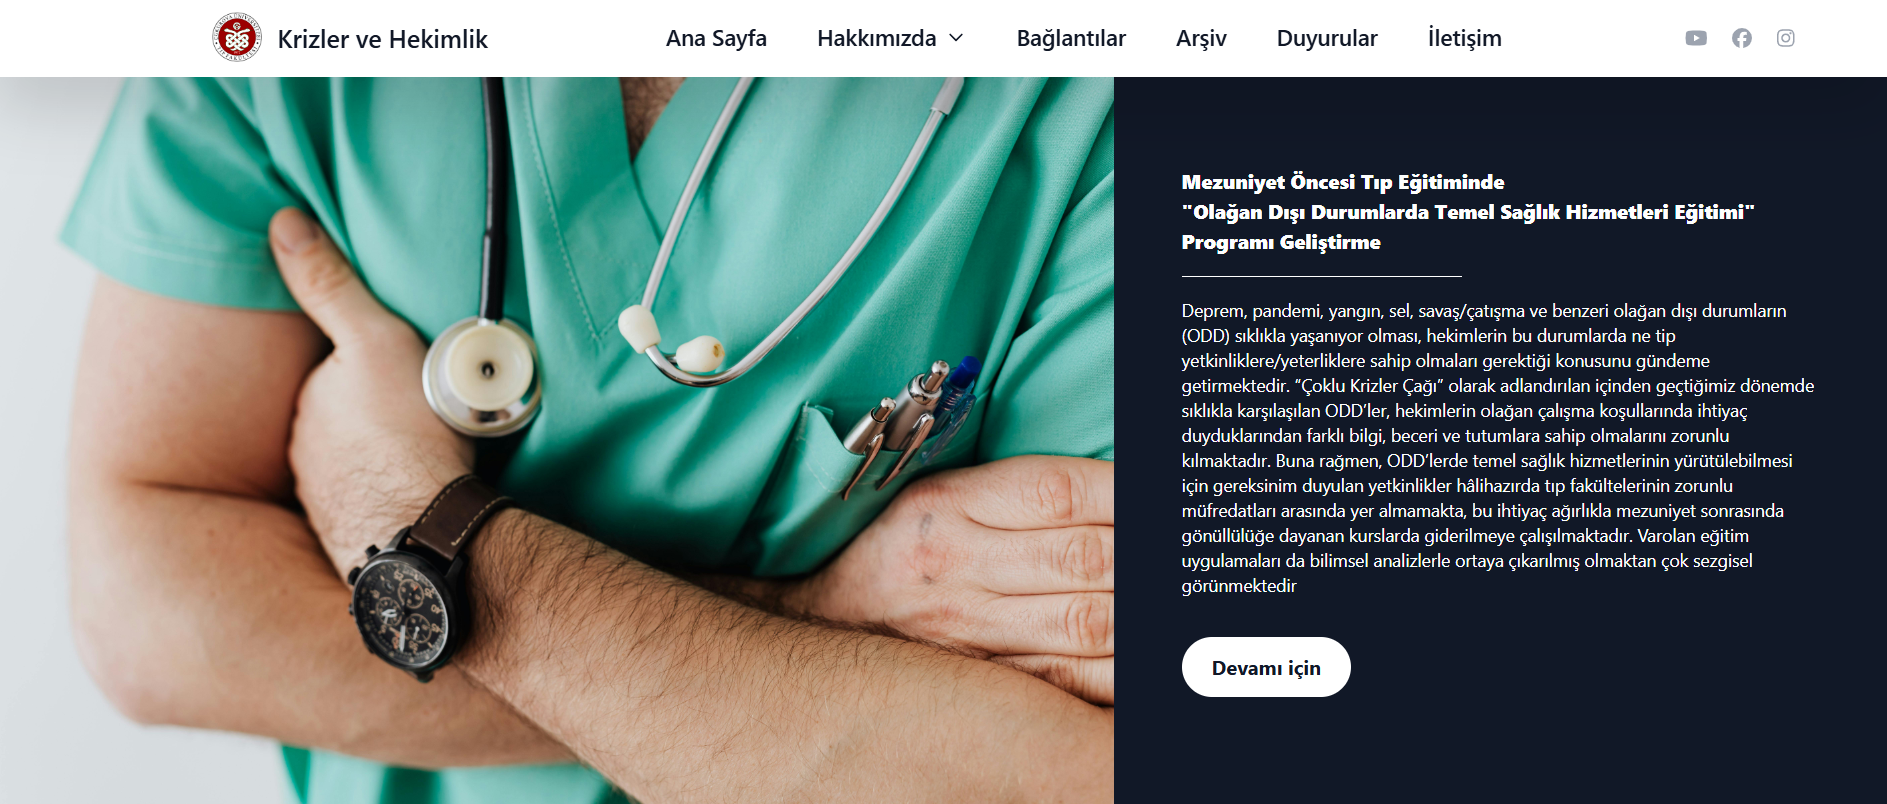 Krizler ve Hekimlik
Ana Sayfa
Hakkımızda
Bağlantılar
Arşiv
Duyurular
İletişim
Mezuniyet Öncesi Tıp Eğitiminde
"Olağan Dışı Durumlarda Temel Sağlık Hizmetleri Eğitimi"
Programı Geliştirme
Deprem, pandemi, yangın, sel, savaş/çatışma ve benzeri olağan dışı durumların
(ODD) sıklıkla yaşanıyor olması, hekimlerin bu durumlarda ne tip
yetkinliklere/yeterliklere sahip olmaları gerektiği konusunu gündeme
getirmektedir. “Çoklu Krizler Çağı” olarak adlandırılan içinden geçtiğimiz dönemde
sıklıkla karşılaşılan ODD’ler, hekimlerin olağan çalışma koşullarında ihtiyaç
duyduklarından farklı bilgi, beceri ve tutumlara sahip olmalarını zorunlu
kılmaktadır. Buna rağmen, ODD’lerde temel sağlık hizmetlerinin yürütülebilmesi
için gereksinim duyulan yetkinlikler hâlihazırda tıp fakültelerinin zorunlu
müfredatları arasında yer almamakta, bu ihtiyaç ağırlıkla mezuniyet sonrasında
gönüllülüğe dayanan kurslarda giderilmeye çalışılmaktadır. Varolan eğitim
uygulamaları da bilimsel analizlerle ortaya çıkarılmış olmaktan çok sezgisel
görünmektedir
Devamı için